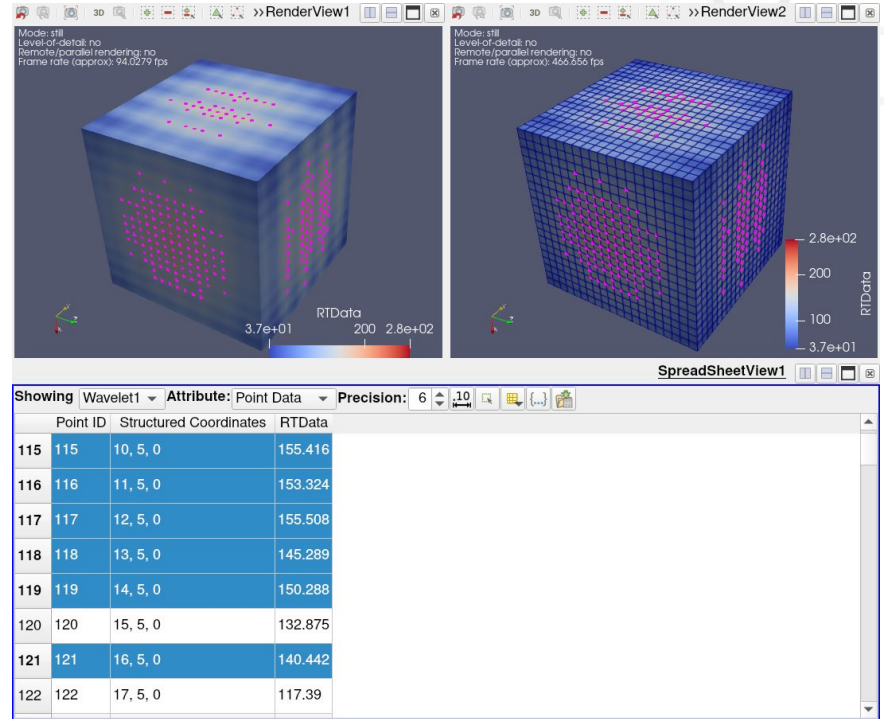 3D >>RenderView1
Mode: still
Level-of-detail: no
Remote/parallel rendering: no
Frame rate (approx): 94.0279 fps
RTData
3.7e+01 200 2.8e+02
3D >>RenderView2
Mode: still
Level-of-detail: no
Remote/parallel rendering: no
Frame rate (approx): 466.656 fps
2.8e+02
200
100
3.7e+01
RTData
SpreadSheetView1
Showing Wavelet1 Attribute: Point Data Precision: 6 .10 {...}
Point ID Structured Coordinates RTData
115 115 10, 5, 0 155.416
116 116 11, 5, 0 153.324
117 117 12, 5, 0 155.508
118 118 13, 5, 0 145.289
119 119 14, 5, 0 150.288
120 120 15, 5, 0 132.875
121 121 16, 5, 0 140.442
122 122 17, 5, 0 117.39